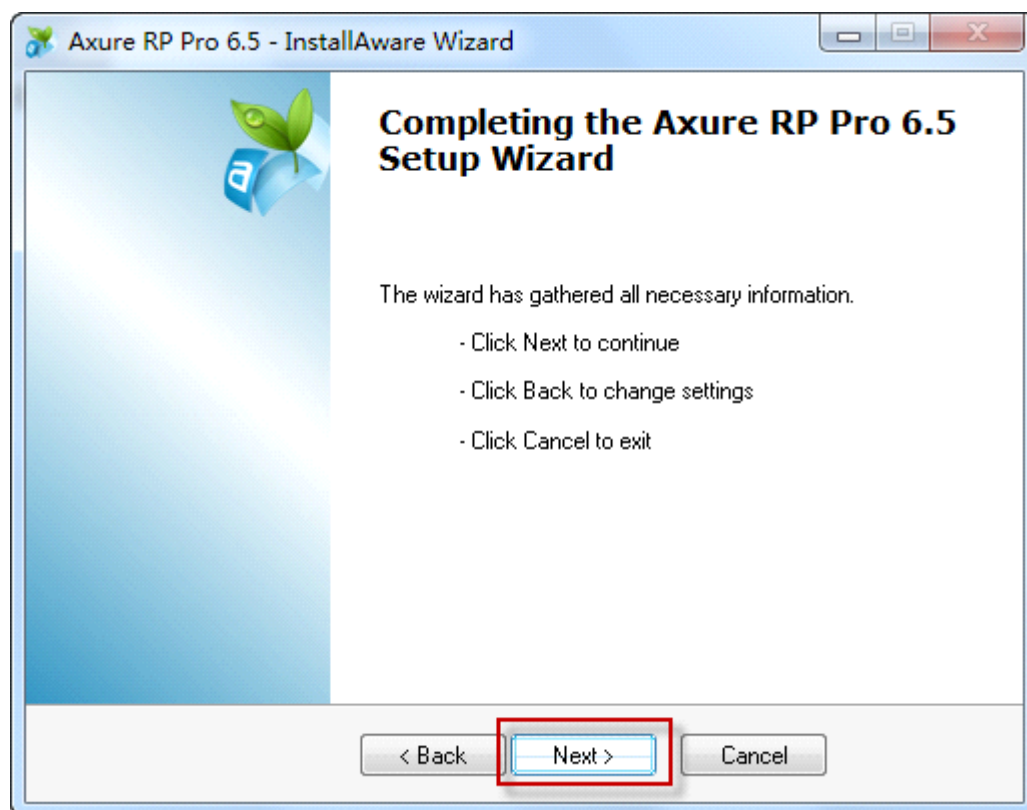 Axure RP Pro 6.5 - InstallAware Wizard
a
Completing the Axure RP Pro 6.5
Setup Wizard
The wizard has gathered all necessary information.
- Click Next to continue
- Click Back to change settings
- Click Cancel to exit
< Back
Next >
Cancel